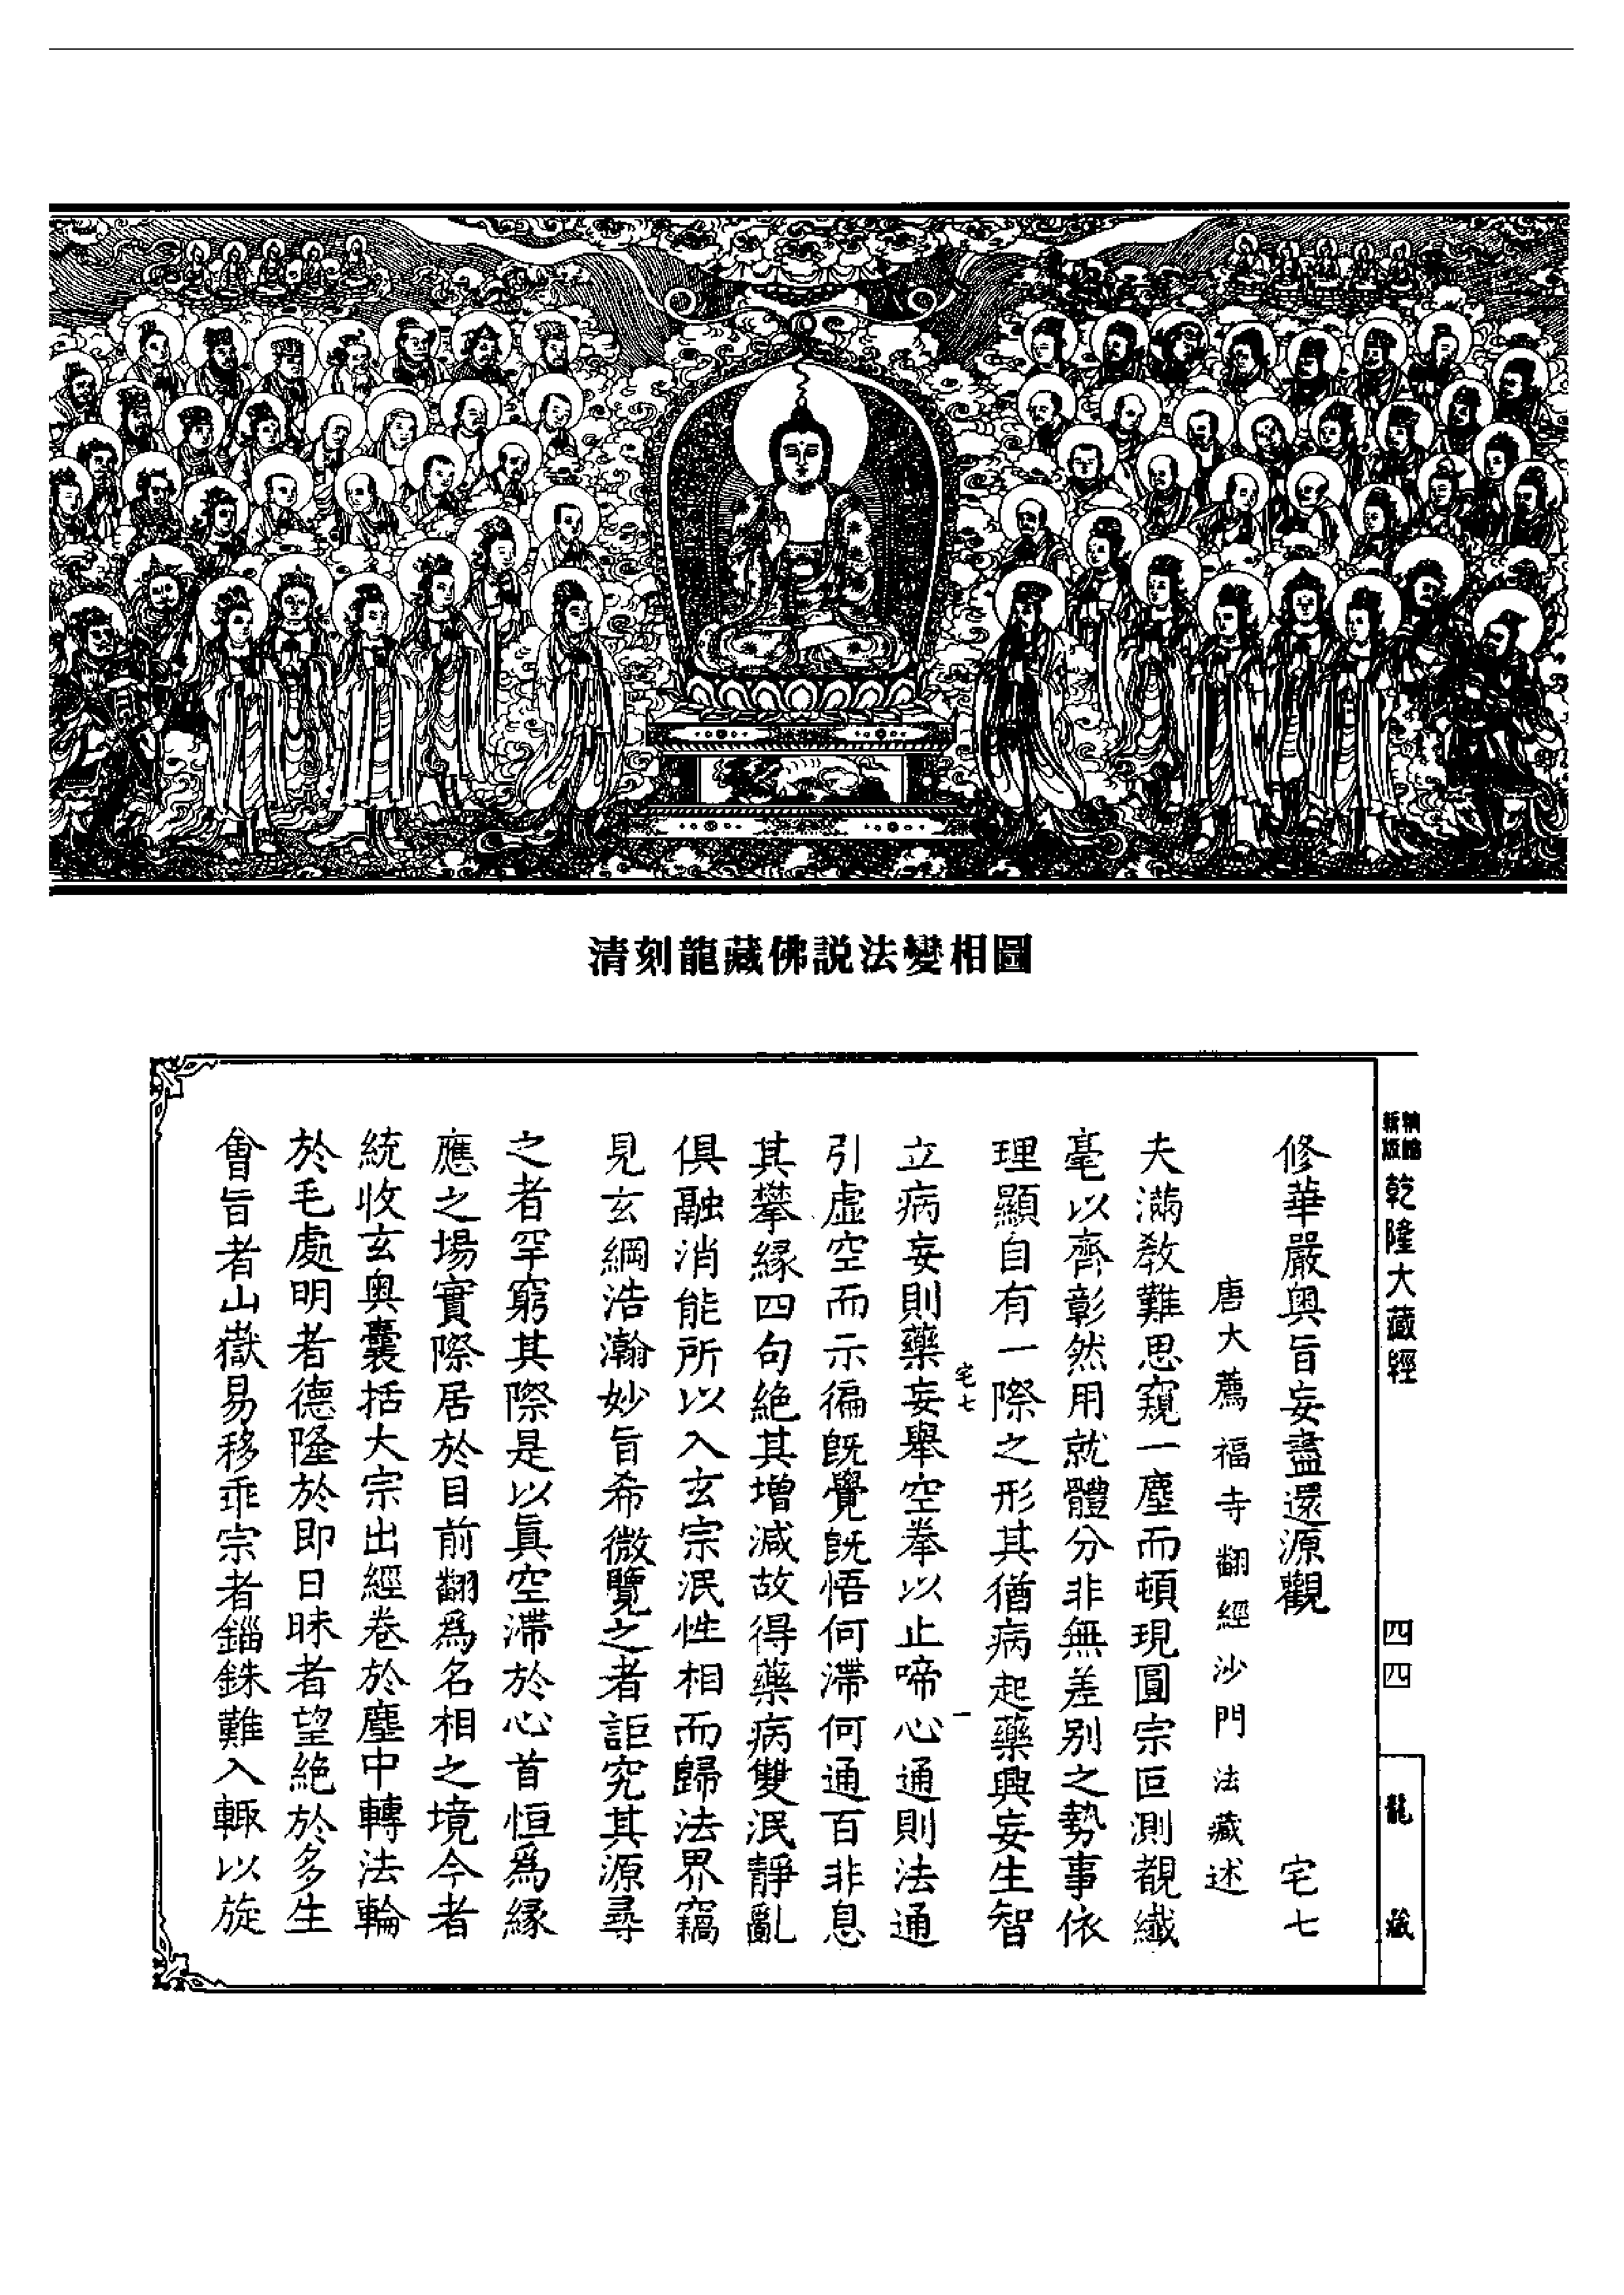 清刻龍藏佛説法變相圖
乾隆大藏經
四四
龍藏
修華嚴奧旨妄盡還源觀 宅七
唐大薦福寺翻經沙門法藏述
夫滿教難思窺一塵而頓現圓宗叵測覩纖
毫以齊彰然用就體分非無差別之勢事依
理顯自有一際之形其猶病起藥興妄生智
宅七 一
立病妄則藥妄舉空拳以止啼心通則法通
引虛空而示徧旣覺旣悟何滯何通百非息
其攀縁四句絶其增減故得藥病雙泯靜亂
俱融消能所以入玄宗泯性相而歸法界竊
見玄綱浩瀚妙旨希微覽之者詎究其源尋
之者罕窮其際是以眞空滯於心首恒爲縁
應之場實際居於目前翻爲名相之境今者
統收玄奧囊括大宗出經卷於塵中轉法輪
於毛處明者德隆於即日昧者望絶於多生
會旨者山嶽易移乖宗者錙銖難入輙以旋